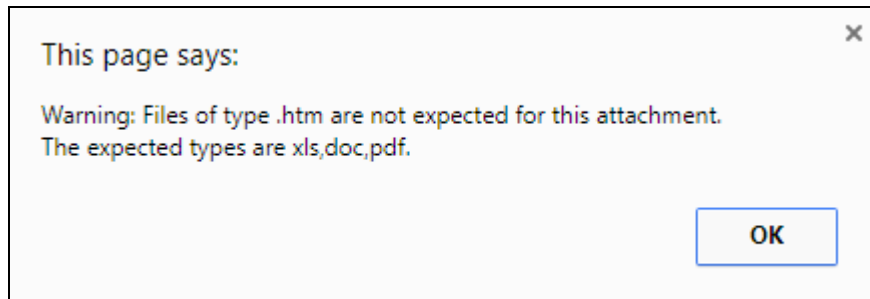 This page says:
Warning: Files of type .htm are not expected for this attachment.
The expected types are xls,doc,pdf.
OK